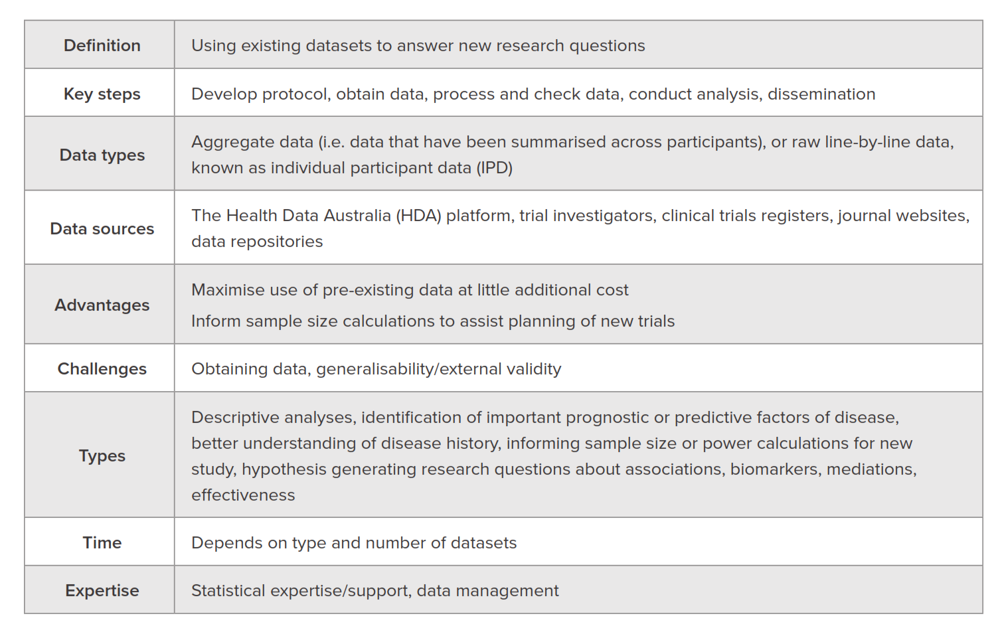 Definition
Using existing datasets to answer new research questions
Key steps
Develop protocol, obtain data, process and check data, conduct analysis, dissemination
Data types
Aggregate data (i.e. data that have been summarised across participants), or raw line-by-line data,
known as individual participant data (IPD)
Data sources
The Health Data Australia (HDA) platform, trial investigators, clinical trials registers, journal websites,
data repositories
Advantages
Maximise use of pre-existing data at little additional cost
Inform sample size calculations to assist planning of new trials
Challenges
Obtaining data, generalisability/external validity
Types
Descriptive analyses, identification of important prognostic or predictive factors of disease,
better understanding of disease history, informing sample size or power calculations for new
study, hypothesis generating research questions about associations, biomarkers, mediations,
effectiveness
Time
Depends on type and number of datasets
Expertise
Statistical expertise/support, data management